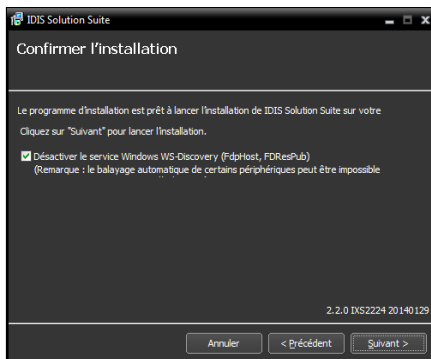 IDIS Solution Suite
Confirmer l'installation
Le programme d'installation est prêt à lancer l'installation de IDIS Solution Suite sur votre
Cliquez sur "Suivant" pour lancer l'installation.
Désactiver le service Windows WS-Discovery (FdpHost, FDResPub)
(Remarque : le balayage automatique de certains périphériques peut être impossible
2.2.0 IXS2224 20140129
Annuler
< Précédent
Suivant >